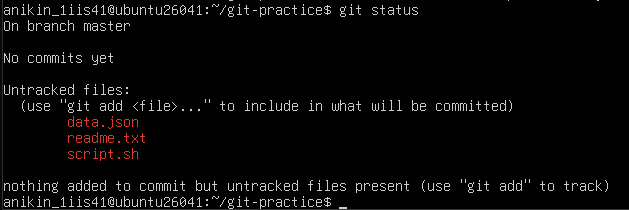 anikin_1iis41@ubuntu26041:~/git-practice$ git status
On branch master
No commits yet
Untracked files:
(use "git add <file>..." to include in what will be committed)
data.json
readme.txt
script.sh
nothing added to commit but untracked files present (use "git add" to track)
anikin_1iis41@ubuntu26041:~/git-practice$ _